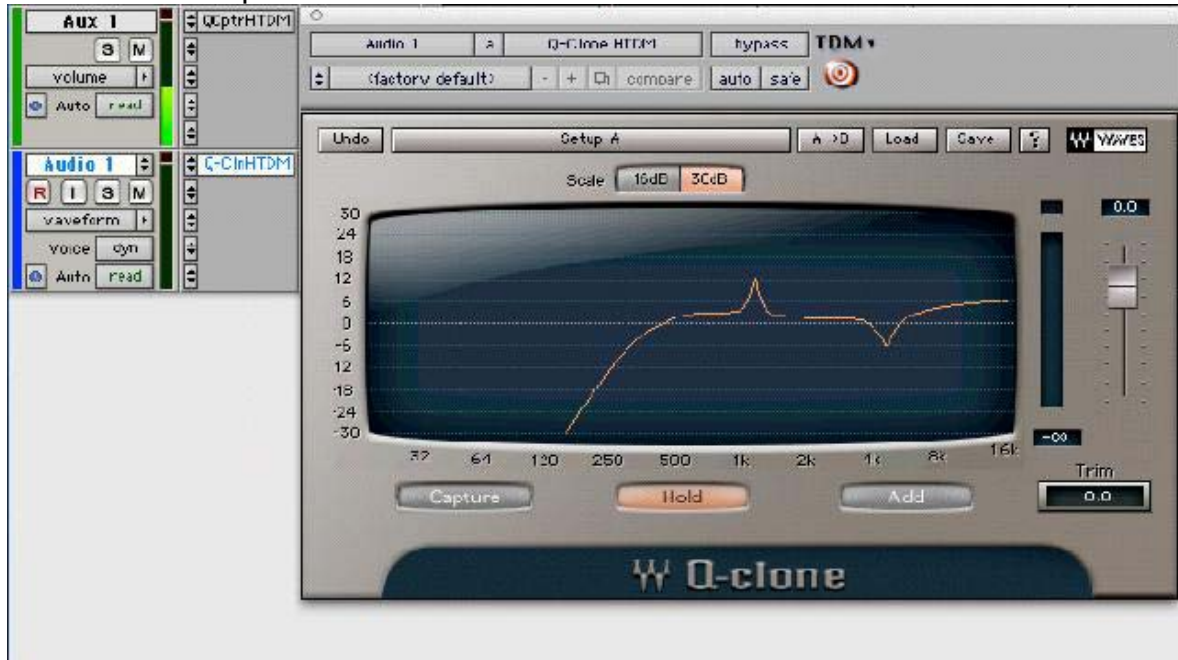 Aux 1
QCptrHTDM
S M
volume
Auto read
Audio 1
Q-ClnHTDM
R I S M
waveform
voice dyn
Auto read
Audio 1 a Q-Clone HTDM bypass TDM
<factory default> - + compare auto safe
Undo Setup A A->B Load Save ? WAVES
Scale 16dB 30dB
0.0
30
24
18
12
6
0
-6
12
-18
-24
-30
-∞
32 64 120 250 500 1k 2k 4k 8k 16k
Trim
0.0
Capture Hold Add
Q-clone